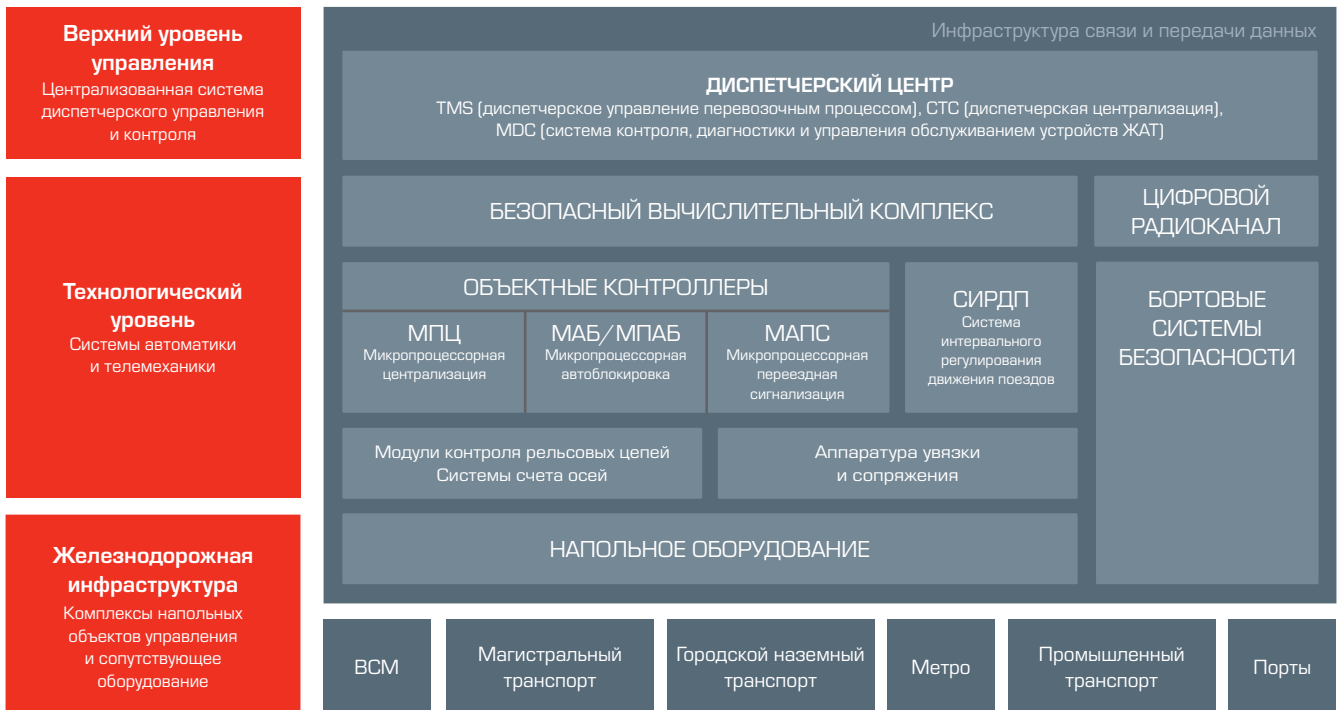 Верхний уровень
управления
Централизованная система
диспетчерского управления
и контроля
Инфраструктура связи и передачи данных
ДИСПЕТЧЕРСКИЙ ЦЕНТР
TMS (диспетчерское управление перевозочным процессом), СТС (диспетчерская централизация),
MDC (система контроля, диагностики и управления обслуживанием устройств ЖАТ)
Технологический
уровень
Системы автоматики
и телемеханики
БЕЗОПАСНЫЙ ВЫЧИСЛИТЕЛЬНЫЙ КОМПЛЕКС
ЦИФРОВОЙ
РАДИОКАНАЛ
ОБЪЕКТНЫЕ КОНТРОЛЛЕРЫ
МПЦ
Микропроцессорная
централизация
МАБ/МПАБ
Микропроцессорная
автоблокировка
МАПС
Микропроцессорная
переездная
сигнализация
СИРДП
Система
интервального
регулирования
движения поездов
БОРТОВЫЕ
СИСТЕМЫ
БЕЗОПАСНОСТИ
Модули контроля рельсовых цепей
Системы счета осей
Аппаратура увязки
и сопряжения
Железнодорожная
инфраструктура
Комплексы напольных
объектов управления
и сопутствующее
оборудование
НАПОЛЬНОЕ ОБОРУДОВАНИЕ
ВСМ
Магистральный
транспорт
Городской наземный
транспорт
Метро
Промышленный
транспорт
Порты